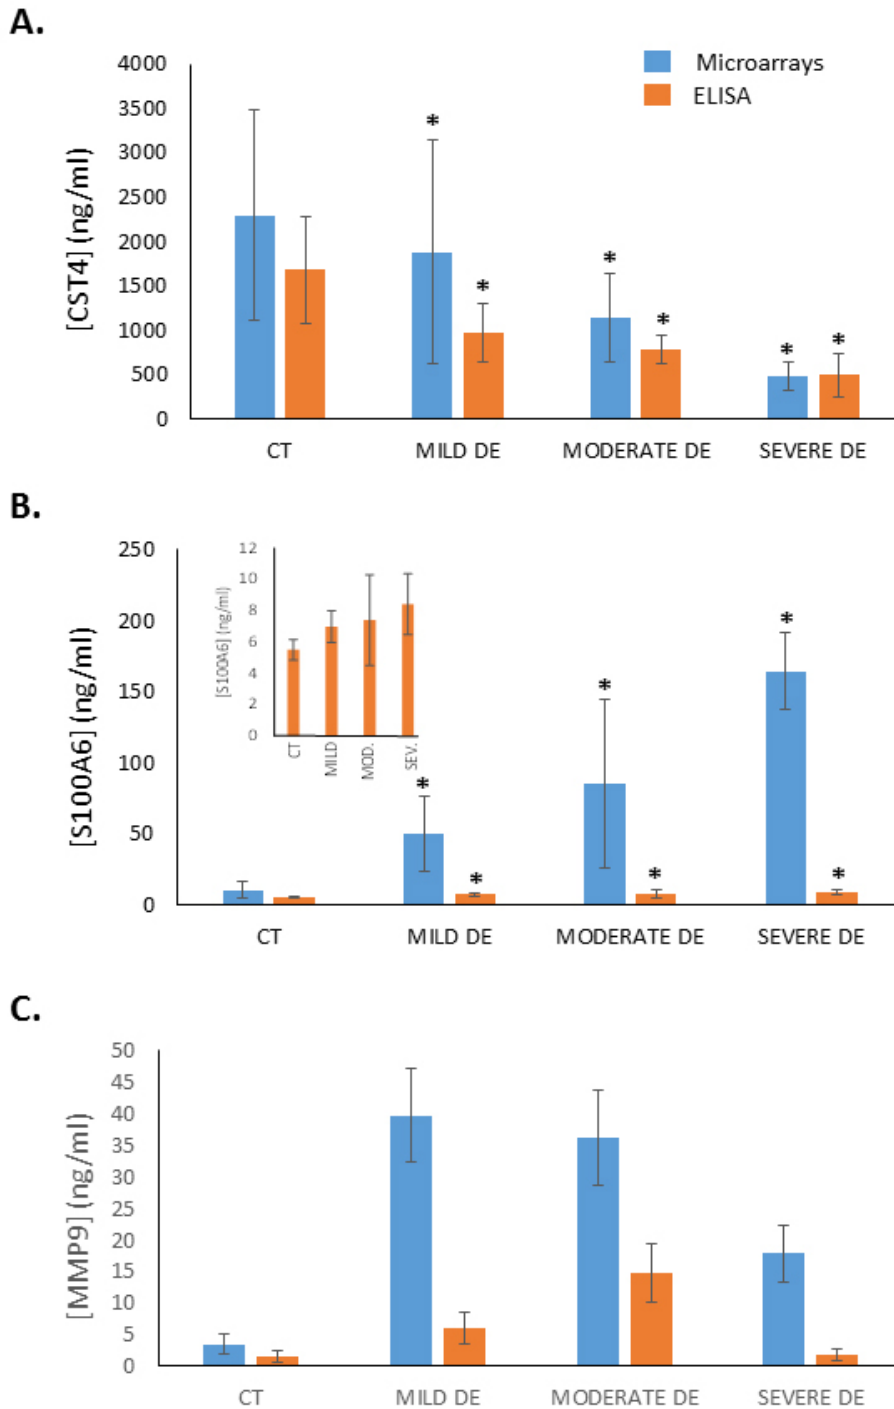 A.
Microarrays
ELISA
[CST4] (ng/ml)
4000
3500
3000
2500
2000
1500
1000
500
0
* * * * * *
CT MILD DE MODERATE DE SEVERE DE
B.
[S100A6] (ng/ml)
250
200
150
100
50
0
[S100A6] (ng/ml)
12
10
8
6
4
2
0
CT MILD MOD. SEV.
* * * * * *
CT MILD DE MODERATE DE SEVERE DE
C.
[MMP9] (ng/ml)
50
45
40
35
30
25
20
15
10
5
0
CT MILD DE MODERATE DE SEVERE DE